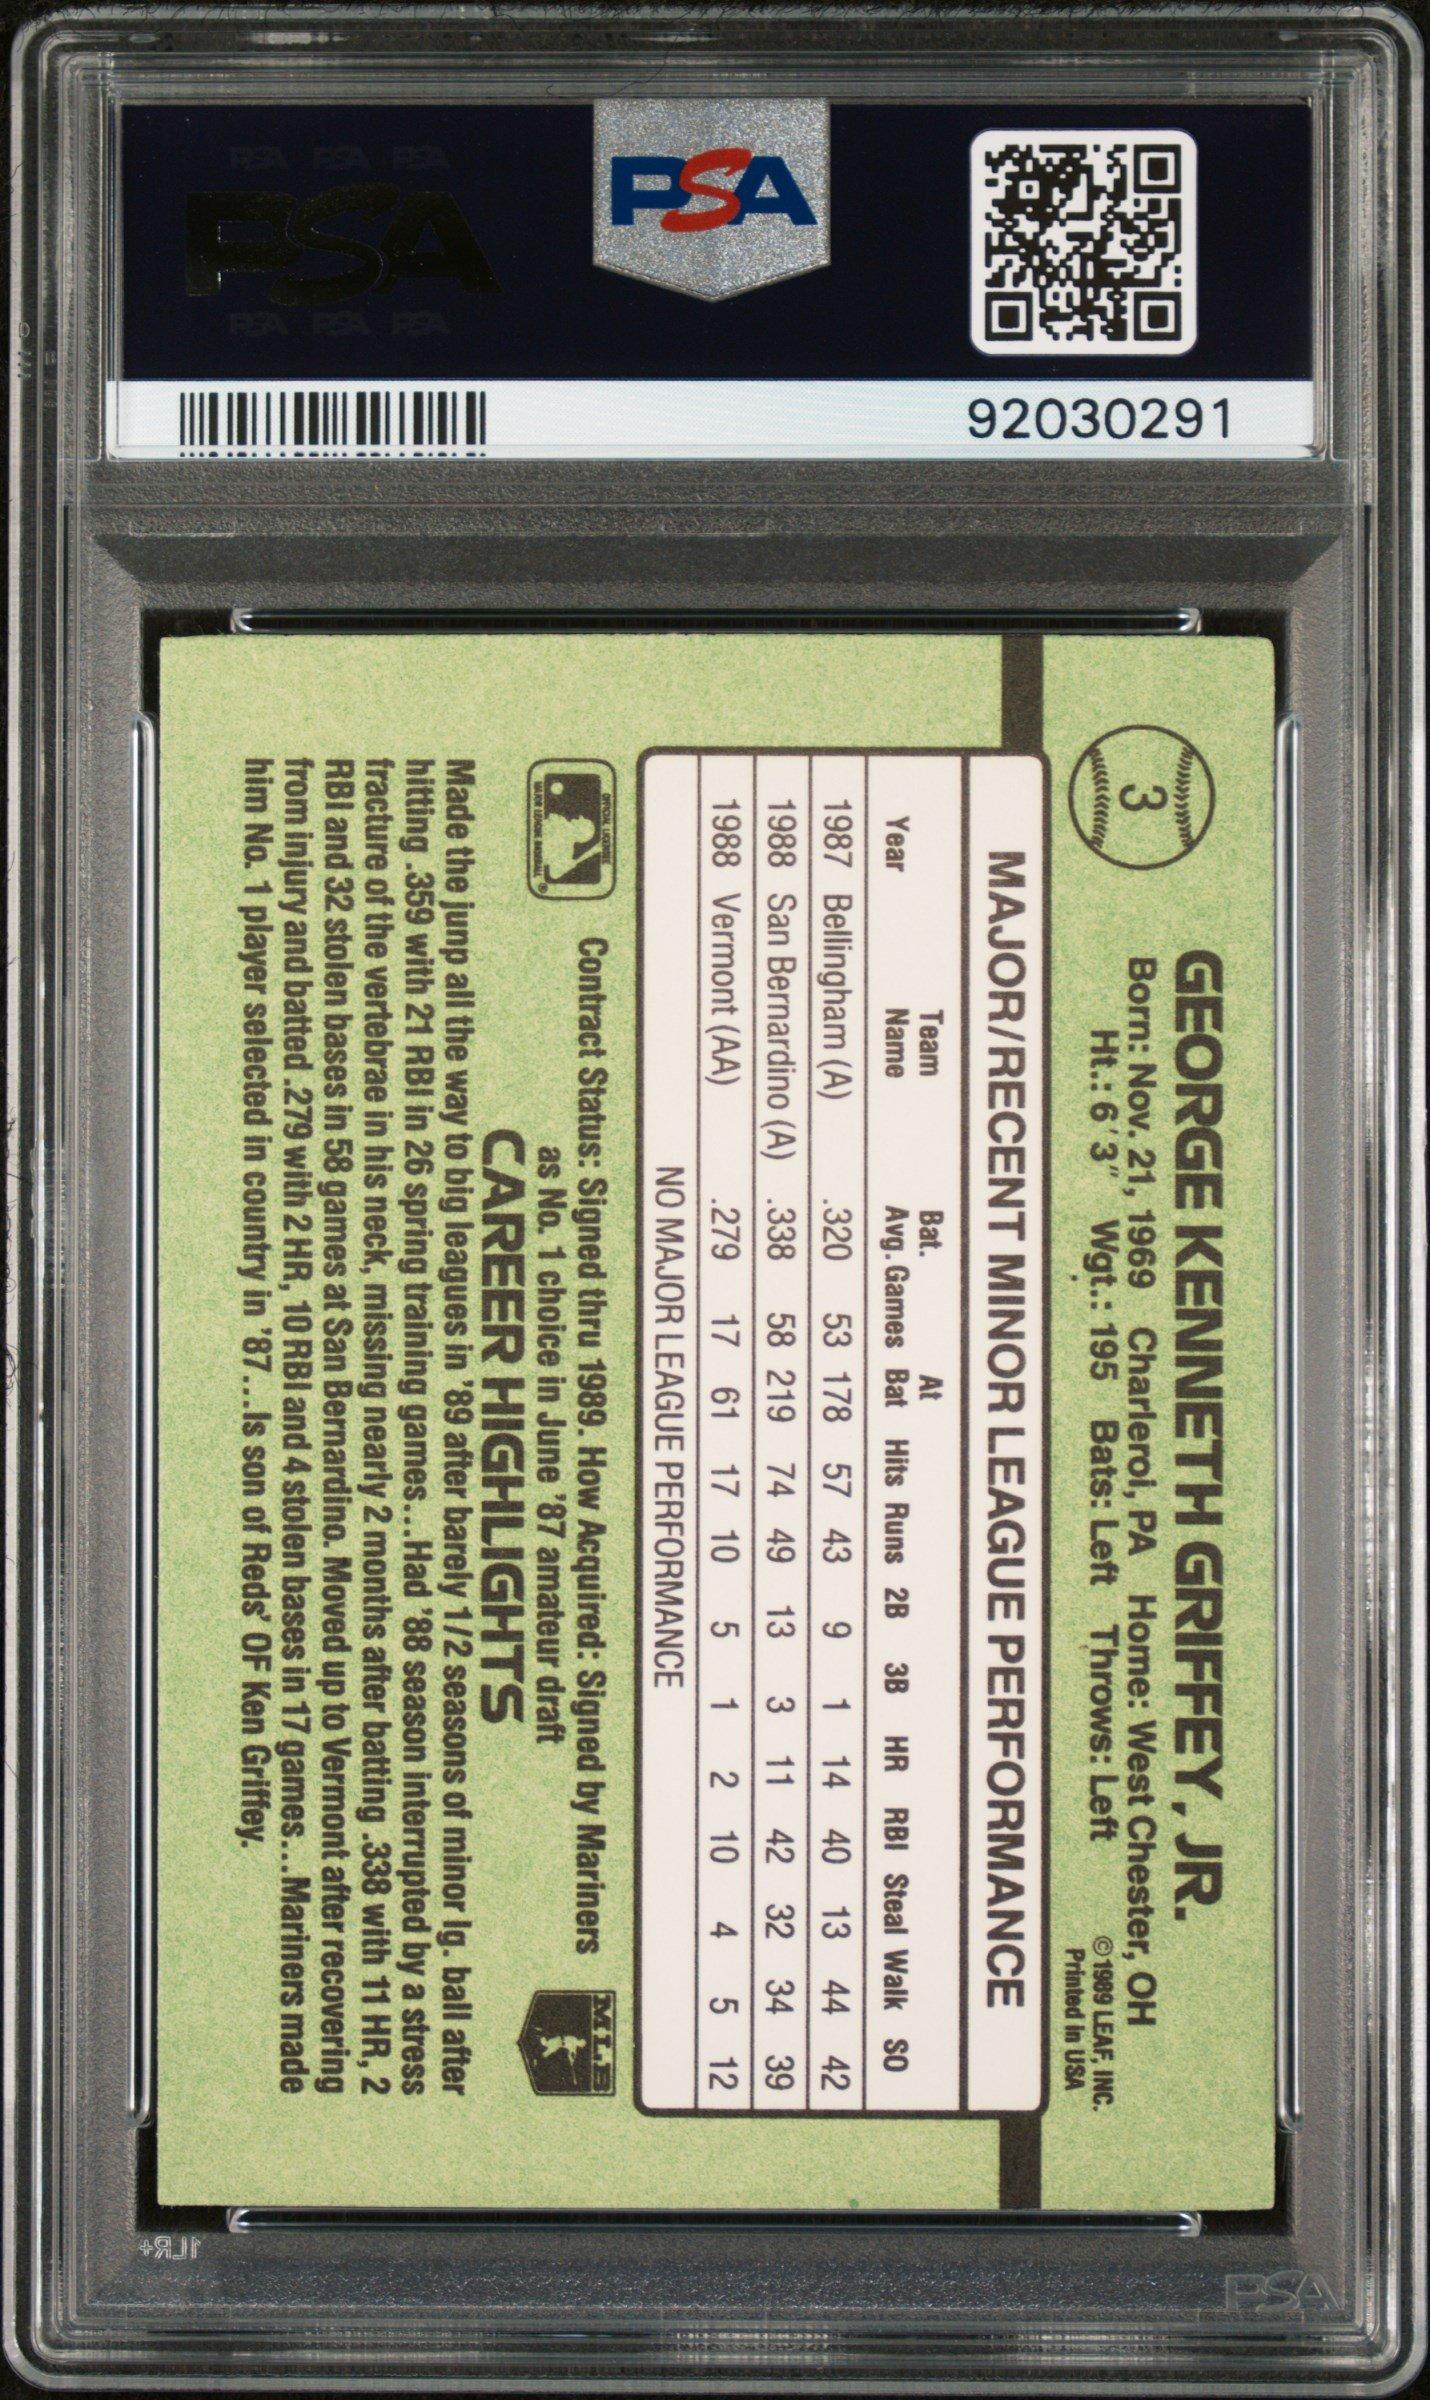 PSA PSA PSA
PSA
PSA PSA PSA
PSA
92030291
3
GEORGE KENNETH GRIFFEY, JR.
Born: Nov. 21, 1969 Charleroi, PA Home: West Chester, OH
Ht.: 6'3" Wgt.: 195 Bats: Left Throws: Left
©1989 LEAF, INC.
Printed in USA
MAJOR/RECENT MINOR LEAGUE PERFORMANCE
Team Bat. At
Year Name Avg. Games Bat Hits Runs 2B 3B HR RBI Steal Walk SO
1987 Bellingham (A) .320 53 178 57 43 9 1 14 40 13 44 42
1988 San Bernardino (A) .338 58 219 74 49 13 3 11 42 32 34 39
1988 Vermont (AA) .279 17 61 17 10 5 1 2 10 4 5 12
NO MAJOR LEAGUE PERFORMANCE
OFFICIAL LICENSEE
MAJOR LEAGUE BASEBALL
®
Contract Status: Signed thru 1989. How Acquired: Signed by Mariners
as No. 1 choice in June '87 amateur draft
MLB
CAREER HIGHLIGHTS
Made the junp all the way to big leagues in '89 after barely 1/2 seasons of minor lg. ball after
hitting .359 with 21 RBI in 26 spring training games...Had '88 season interrupted by a stress
fracture of the vertebrae in his neck, missing nearly 2 months after batting .338 with 11 HR, 2
RBI and 32 stolen bases in 58 games at San Bernardino. Moved up to Vermont after recovering
from injury and batted .279 with 2 HR, 10 RBI and 4 stolen bases in 17 games...Mariners made
him No. 1 player selected in country in '87...Is son of Reds' OF Ken Griffey.
1LR+
PSA